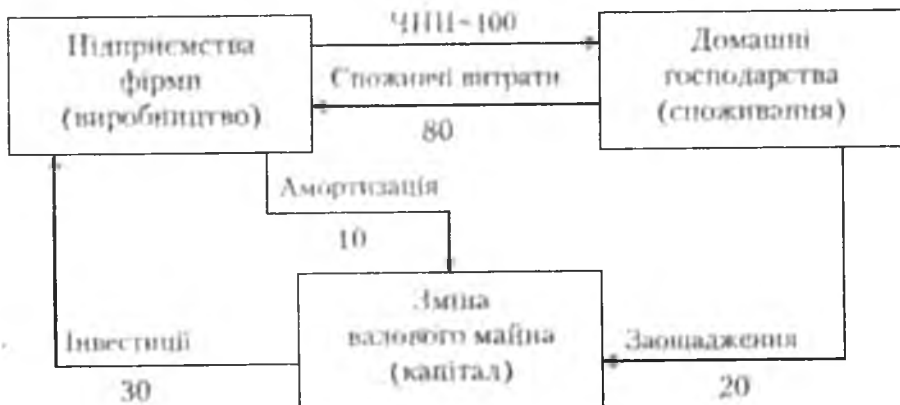 Підприємства
фірми
(виробництво)
ЧНП-100
Споживчі витрати
80
Домашні
господарства
(споживання)
Амортизація
10
Зміна
валового майна
(капітал)
Інвестиції
30
Заощадження
20